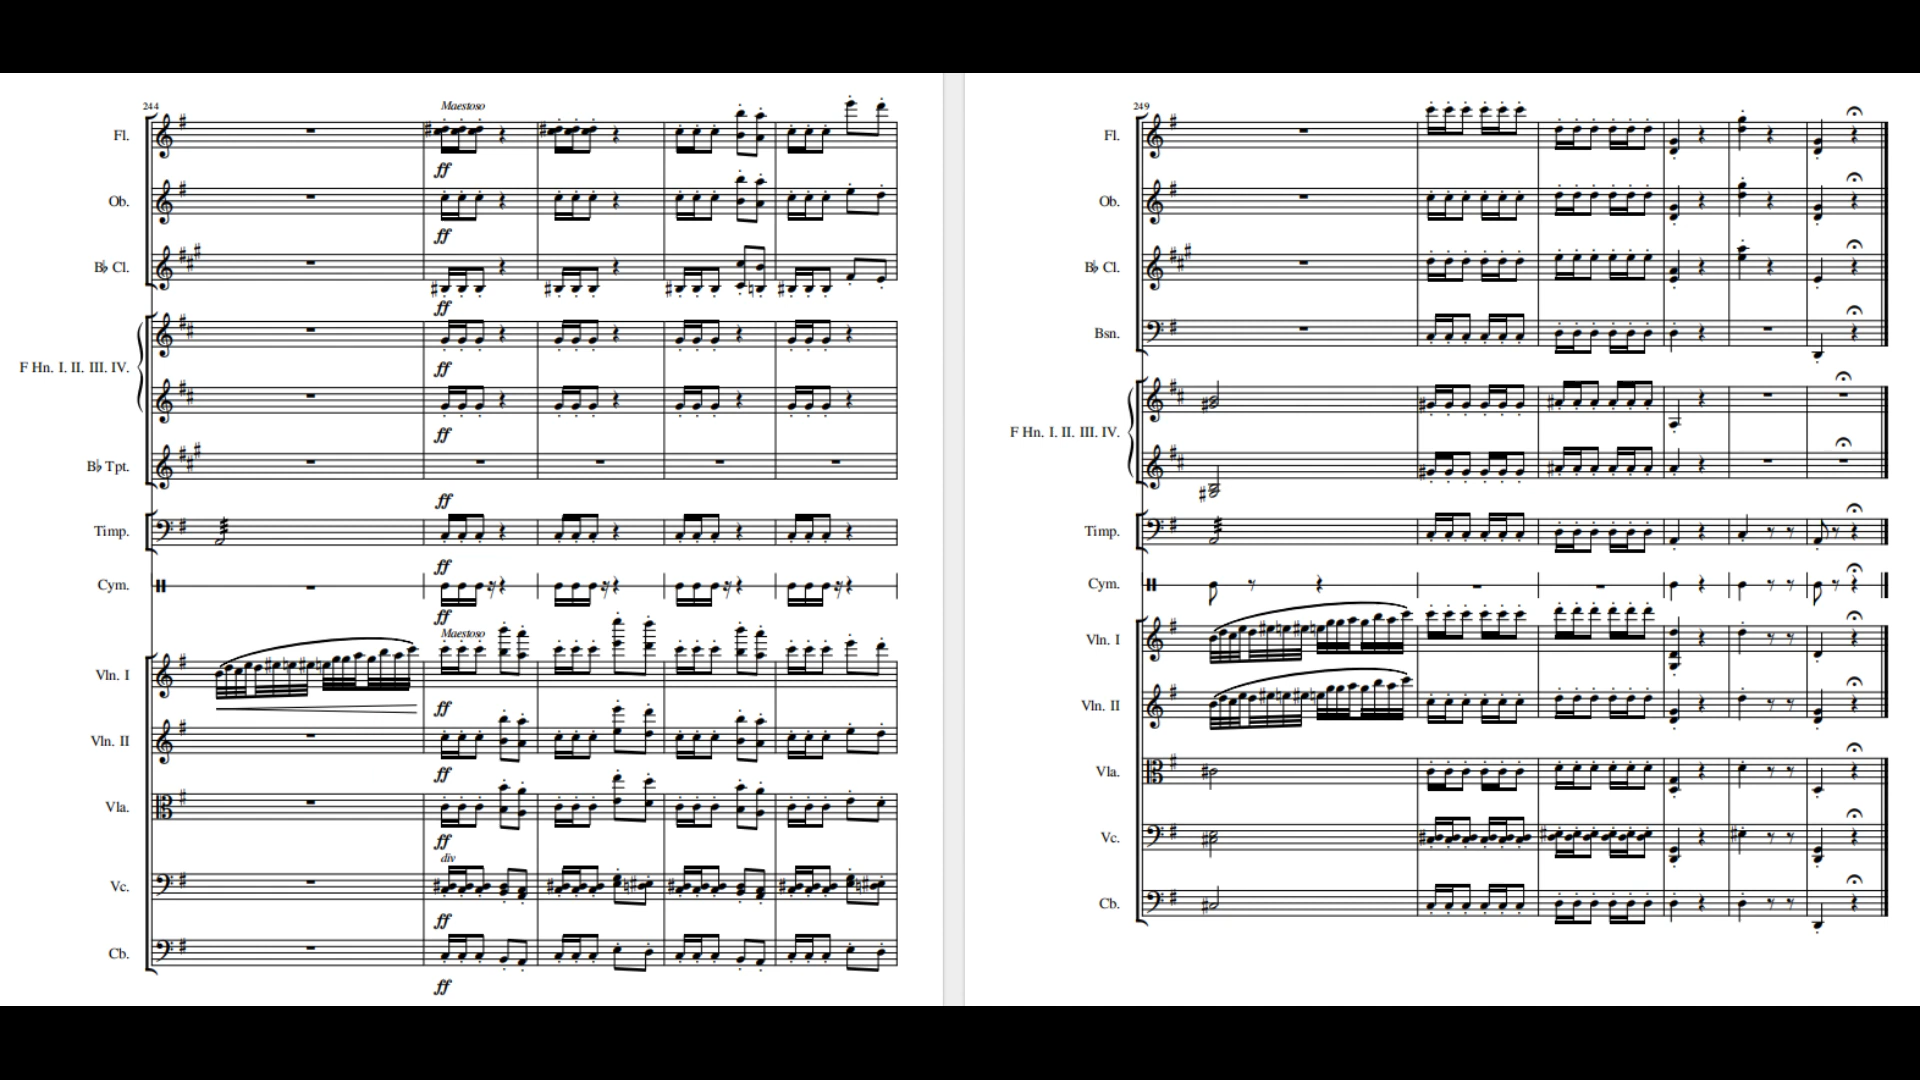 244
Maestoso
Fl.
ff
Ob.
ff
B♭ Cl.
ff
F Hn. I. II. III. IV.
ff
ff
B♭ Tpt.
ff
Timp.
ff
Cym.
ff
Maestoso
Vln. I
ff
Vln. II
ff
Vla.
ff
div
Vc.
ff
Cb.
ff
249
Fl.
Ob.
B♭ Cl.
Bsn.
F Hn. I. II. III. IV.
Timp.
Cym.
Vln. I
Vln. II
Vla.
Vc.
Cb.